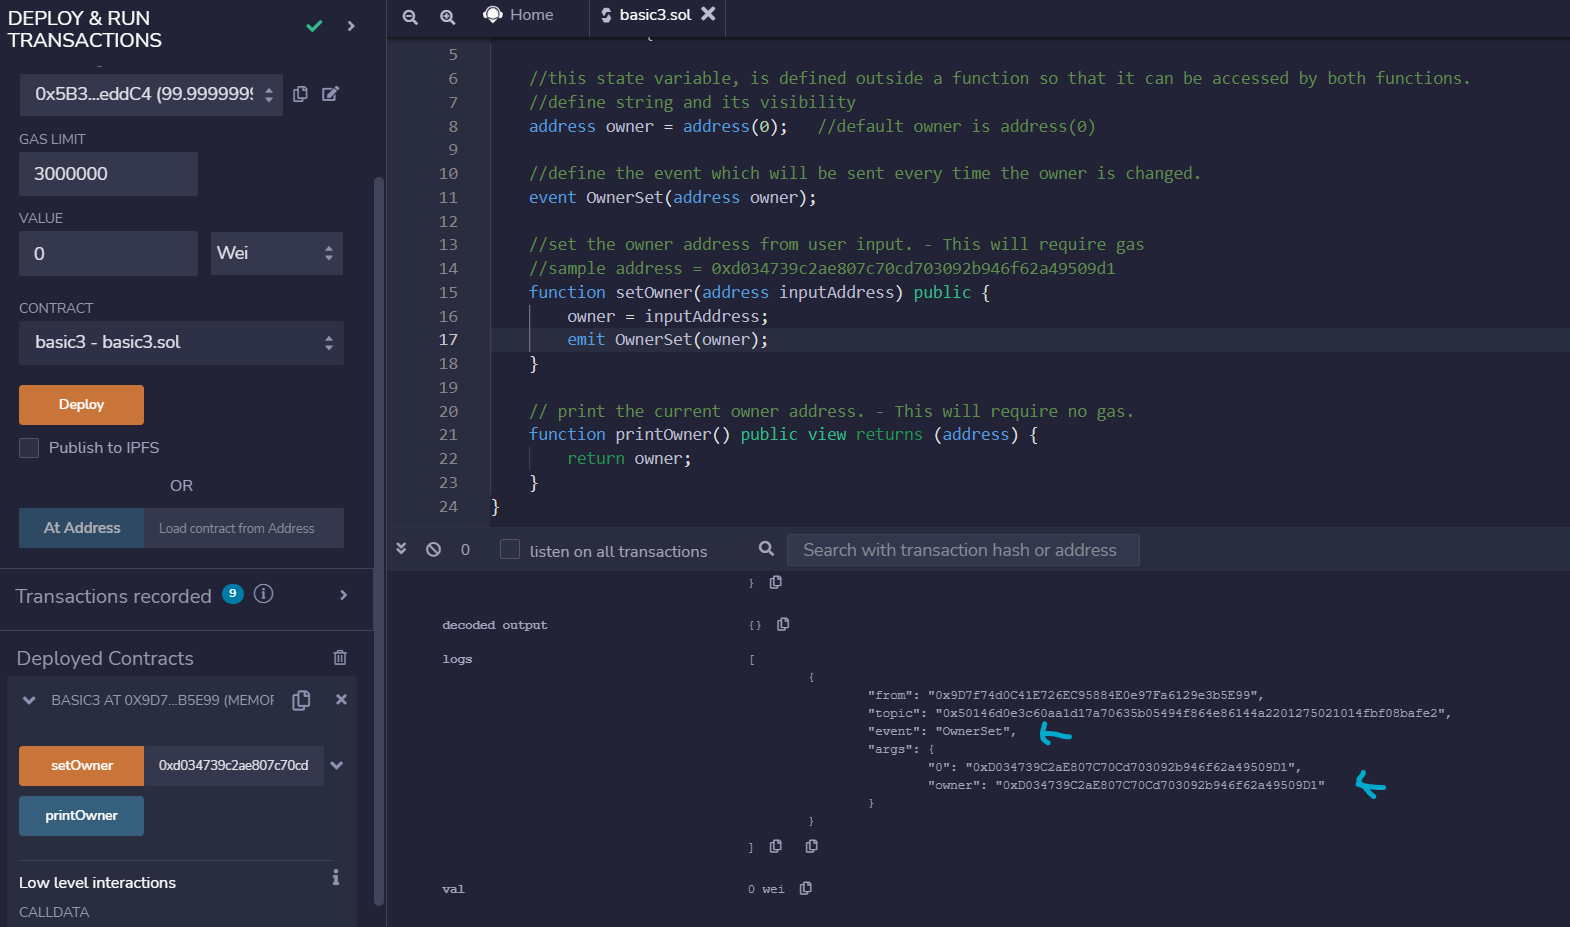 DEPLOY & RUN
TRANSACTIONS
0x5B3...eddC4 (99.9999999
GAS LIMIT
3000000
VALUE
0
Wei
CONTRACT
basic3 - basic3.sol
Deploy
Publish to IPFS
OR
At Address
Load contract from Address
Transactions recorded 9 i
Deployed Contracts
BASIC3 AT 0X9D7...B5E99 (MEMOR
setOwner
0xd034739c2ae807c70cd
printOwner
Low level interactions
CALLDATA
Home
basic3.sol
5 {
6 //this state variable, is defined outside a function so that it can be accessed by both functions.
7 //define string and its visibility
8 address owner = address(0); //default owner is address(0)
9
10 //define the event which will be sent every time the owner is changed.
11 event OwnerSet(address owner);
12
13 //set the owner address from user input. - This will require gas
14 //sample address = 0xd034739c2ae807c70cd703092b946f62a49509d1
15 function setOwner(address inputAddress) public {
16 owner = inputAddress;
17 emit OwnerSet(owner);
18 }
19
20 // print the current owner address. - This will require no gas.
21 function printOwner() public view returns (address) {
22 return owner;
23 }
24 }
0
listen on all transactions
Search with transaction hash or address
}
decoded output {}
logs [
{
"from": "0x9D7f74d0C41E726EC95884E0e97Fa6129e3b5E99",
"topic": "0x50146d0e3c60aa1d17a70635b05494f864e86144a2201275021014fbf08bafe2",
"event": "OwnerSet",
"args": {
"0": "0xD034739C2aE807C70Cd703092b946f62a49509D1",
"owner": "0xD034739C2aE807C70Cd703092b946f62a49509D1"
}
}
]
val 0 wei